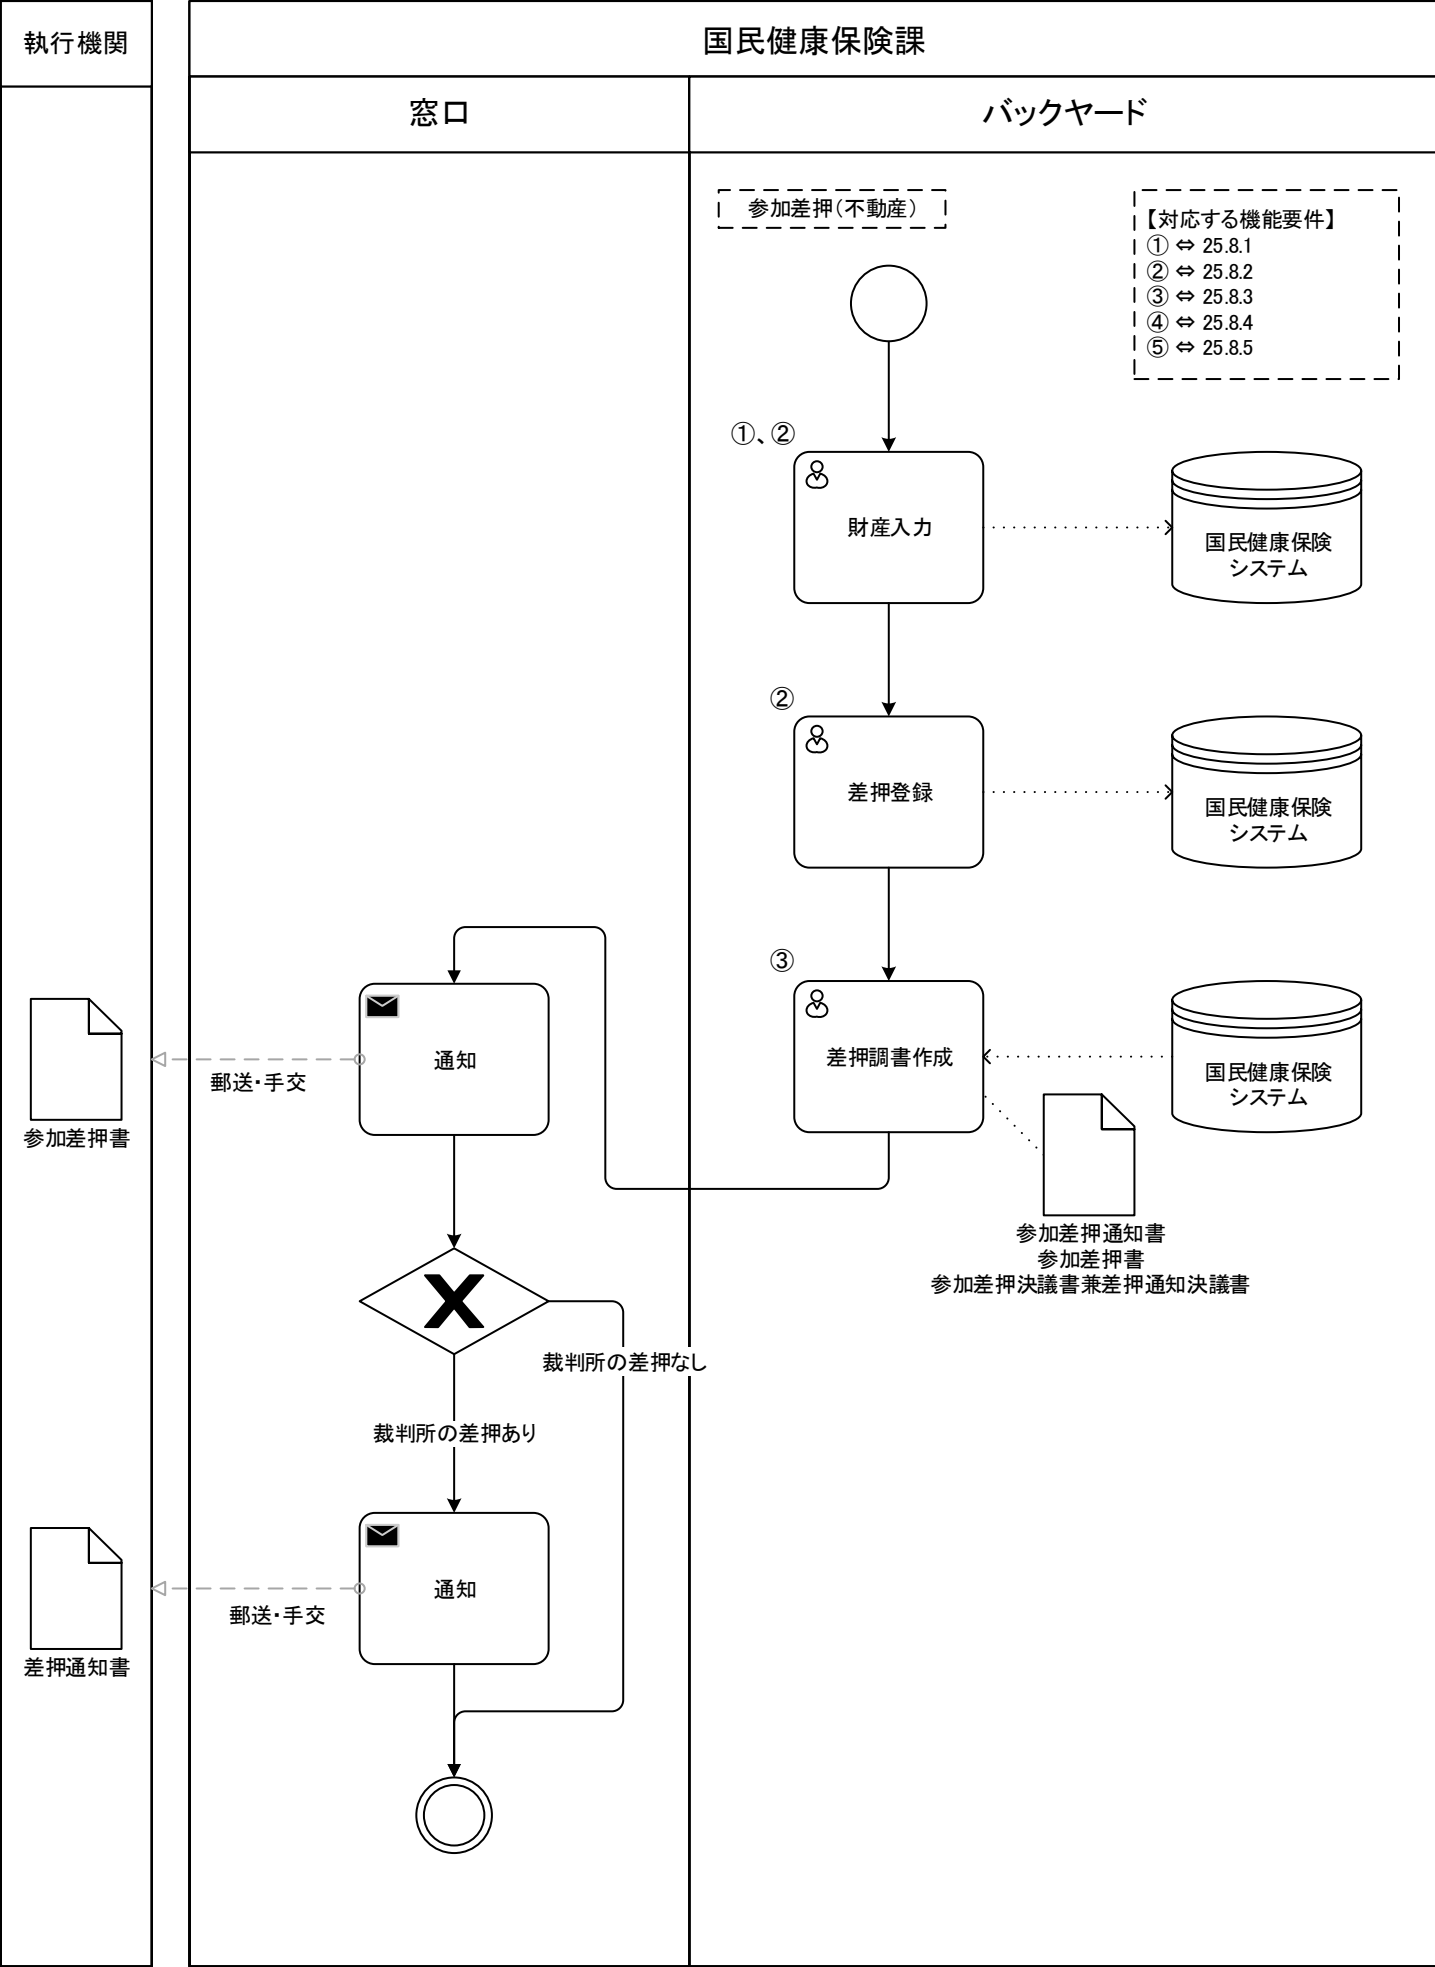 執行機関
国民健康保険課
窓口
バックヤード
参加差押（不動産）
【対応する機能要件】
① ⇔ 25.8.1
② ⇔ 25.8.2
③ ⇔ 25.8.3
④ ⇔ 25.8.4
⑤ ⇔ 25.8.5
①、②
財産入力
国民健康保険
システム
②
差押登録
国民健康保険
システム
③
差押調書作成
国民健康保険
システム
通知
郵送・手交
参加差押書
参加差押通知書
参加差押書
参加差押決議書兼差押通知決議書
裁判所の差押なし
裁判所の差押あり
通知
郵送・手交
差押通知書